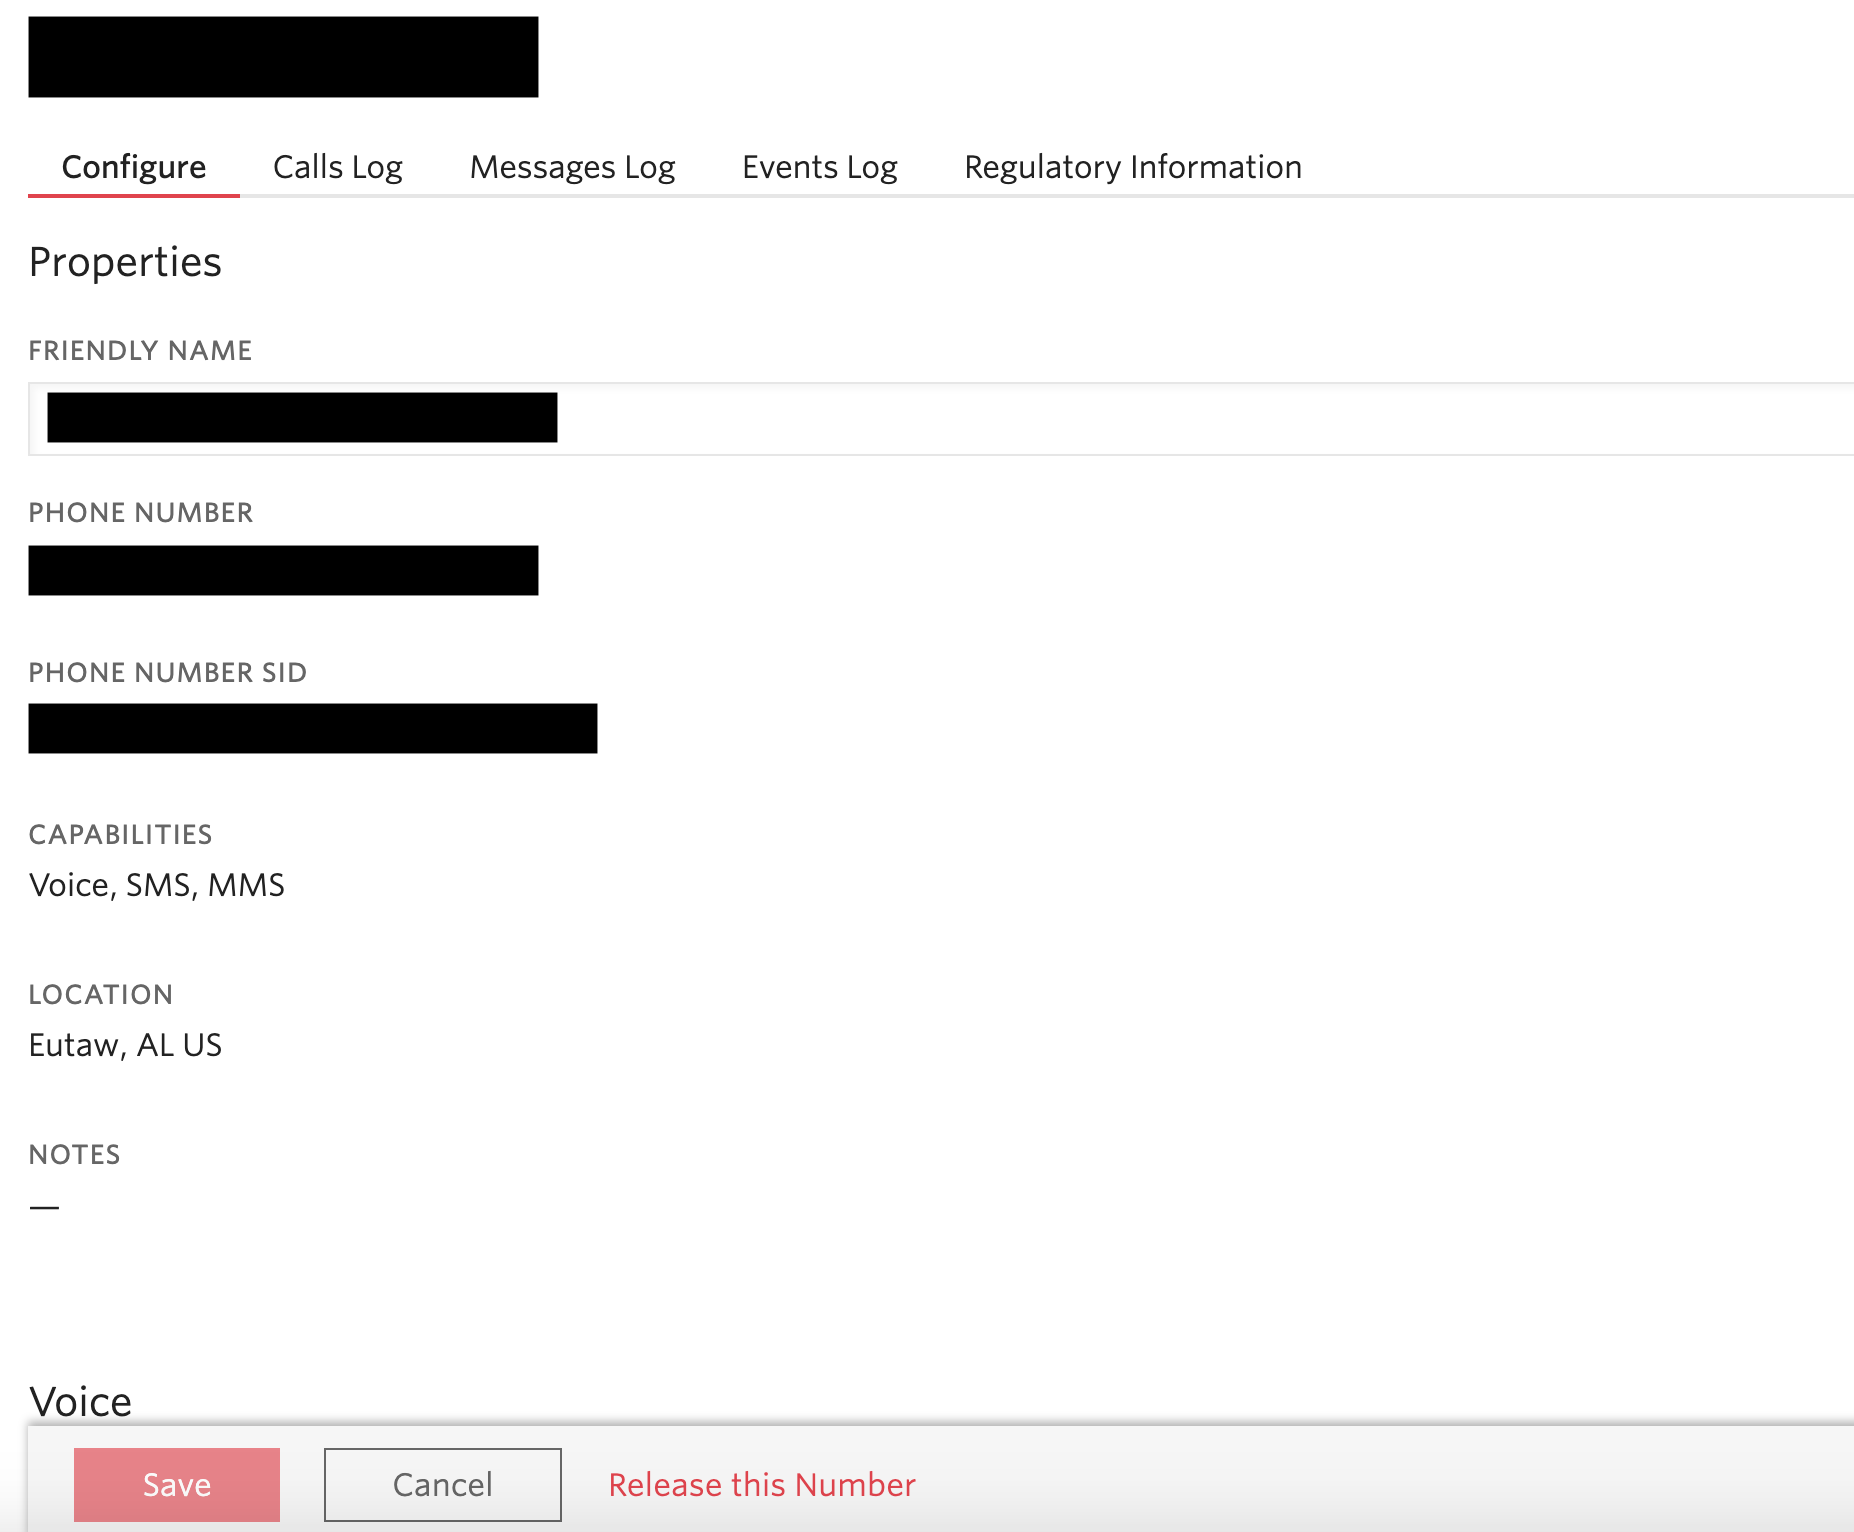 Configure Calls Log Messages Log Events Log Regulatory Information
Properties
FRIENDLY NAME
PHONE NUMBER
PHONE NUMBER SID
CAPABILITIES
Voice, SMS, MMS
LOCATION
Eutaw, AL US
NOTES
—
Voice
Save Cancel Release this Number